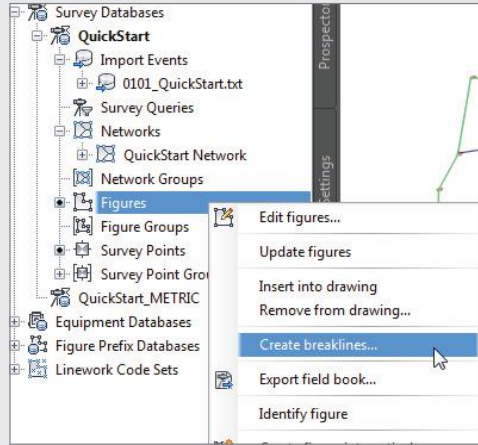 Survey Databases
QuickStart
Import Events
0101_QuickStart.txt
Survey Queries
Networks
QuickStart Network
Network Groups
Figures
Figure Groups
Survey Points
Survey Point Grou
QuickStart_METRIC
Equipment Databases
Figure Prefix Databases
Linework Code Sets
Prospector
Settings
Edit figures...
Update figures
Insert into drawing
Remove from drawing...
Create breaklines...
Export field book...
Identify figure